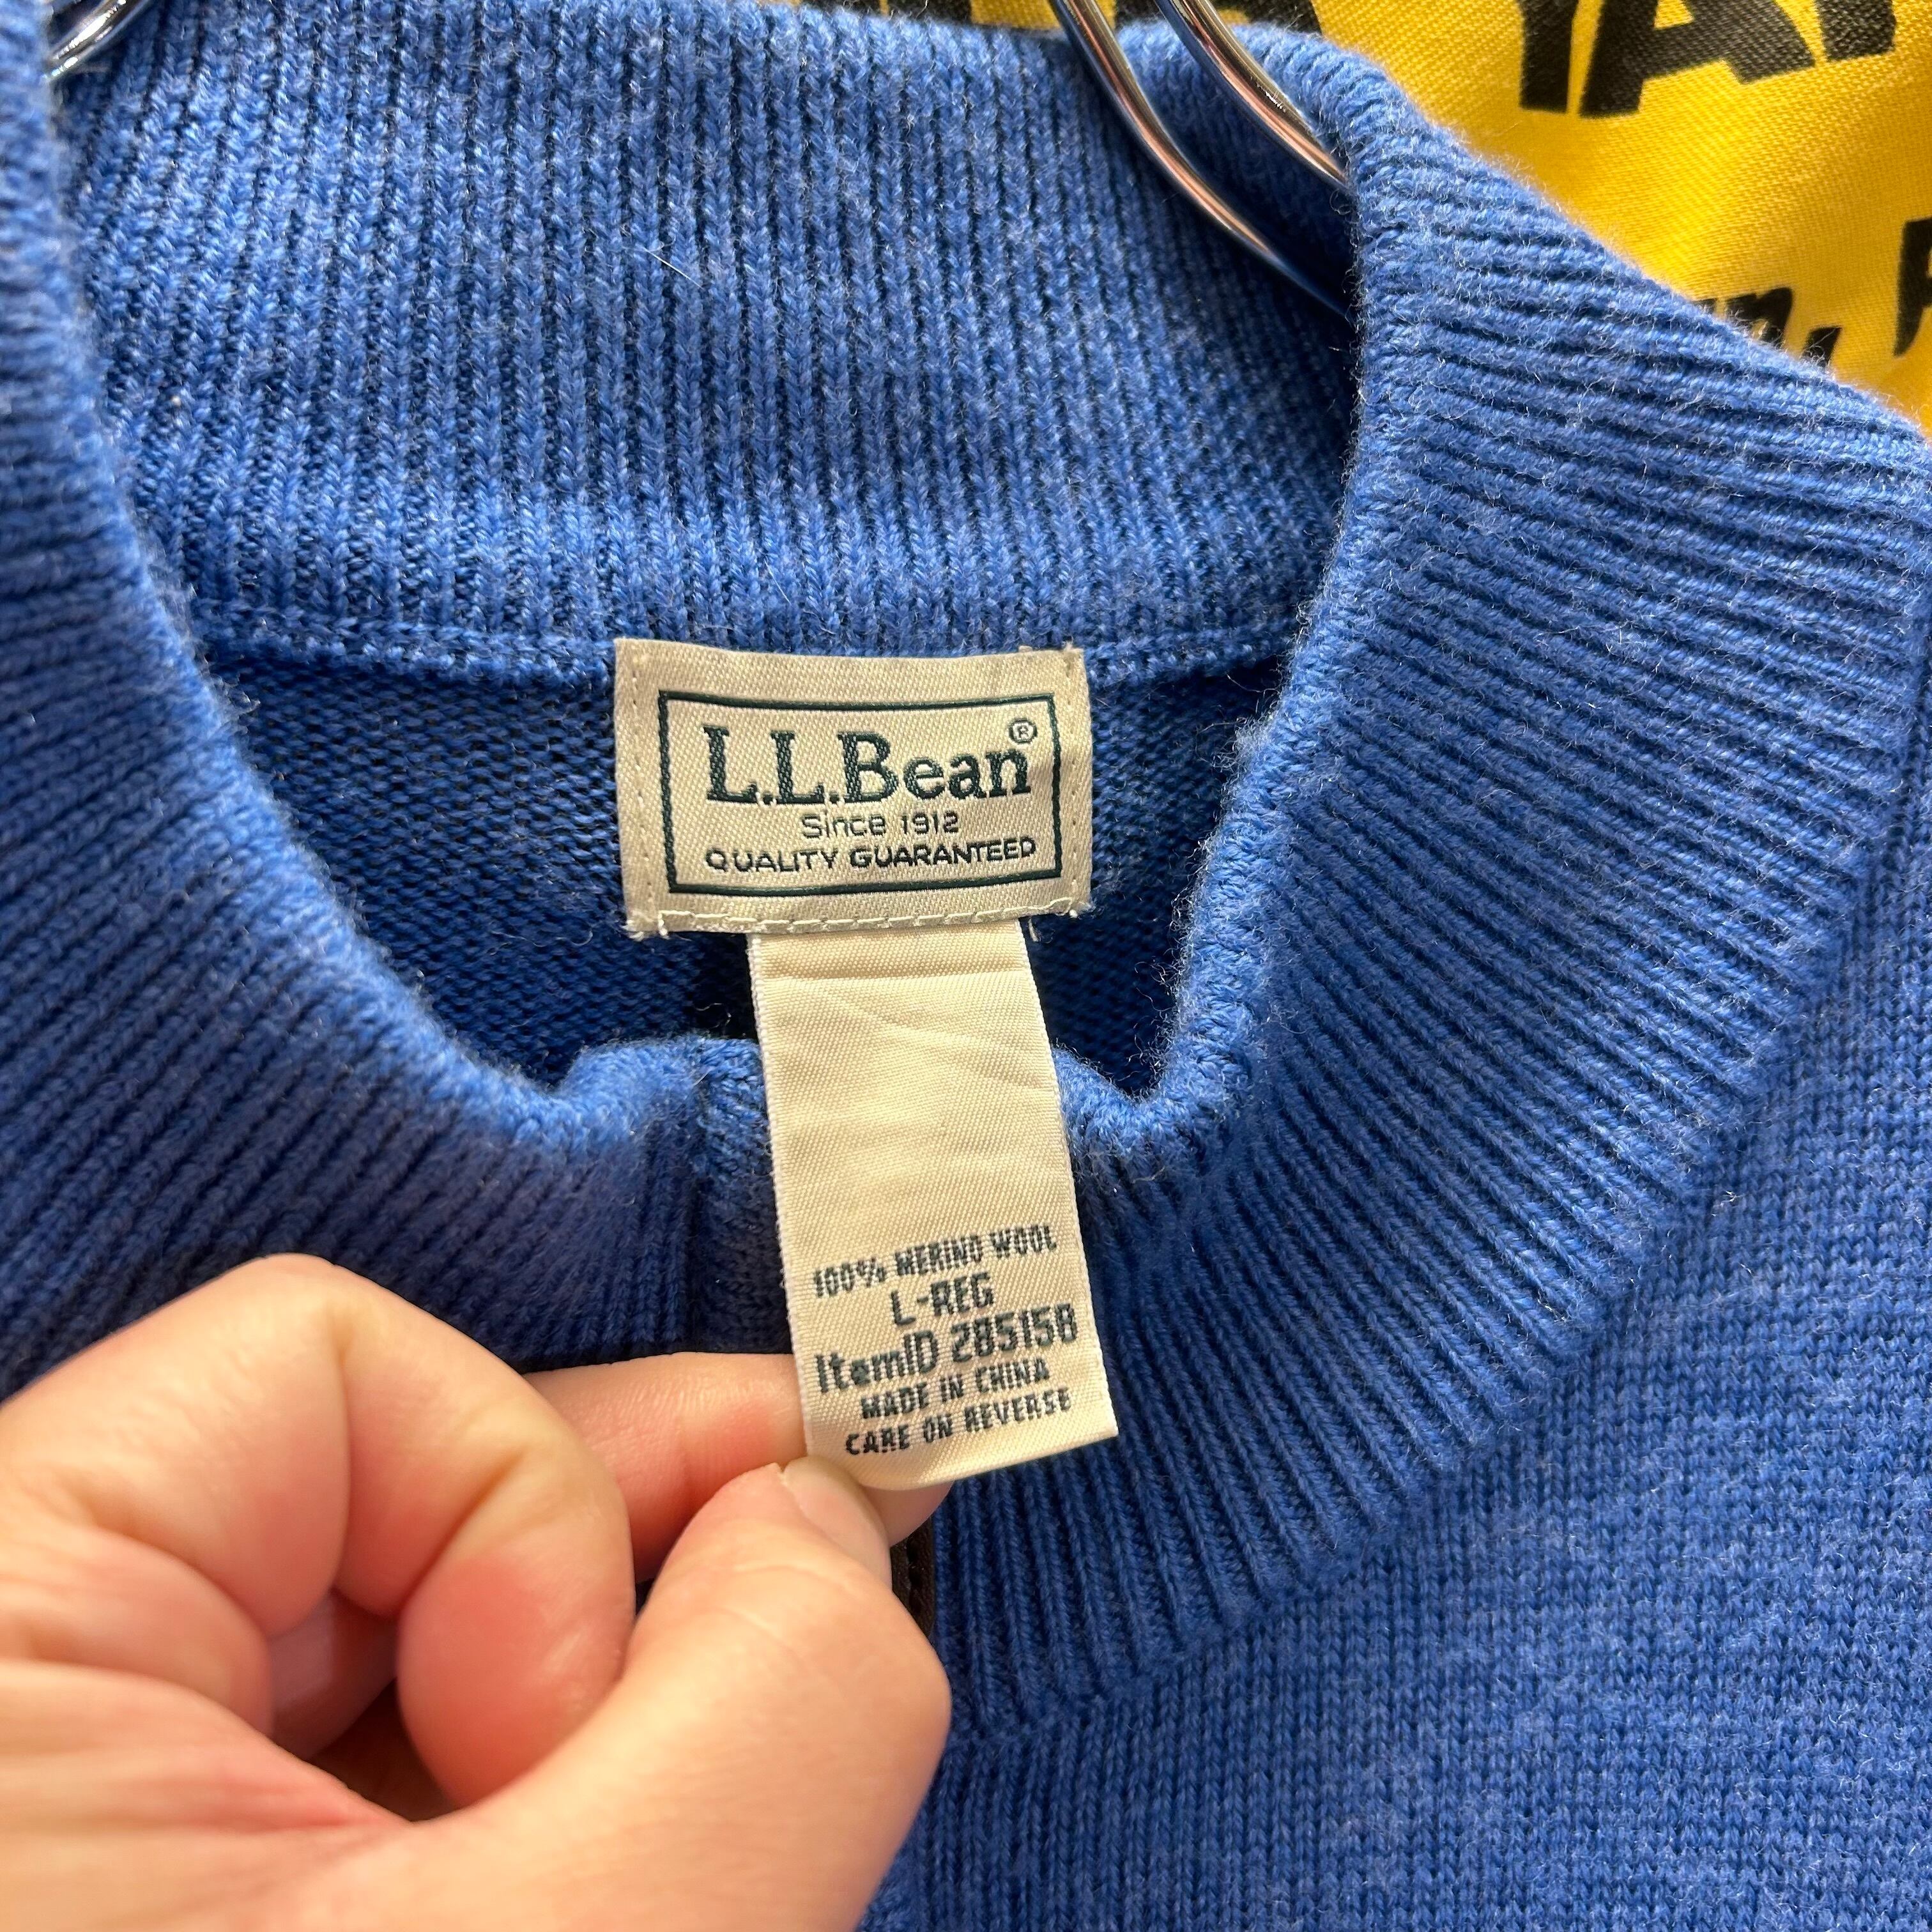 L.L.Bean®
Since 1912
QUALITY GUARANTEED
100% MERINO WOOL
L-REG
ItemID 285158
MADE IN CHINA
CARE ON REVERSE